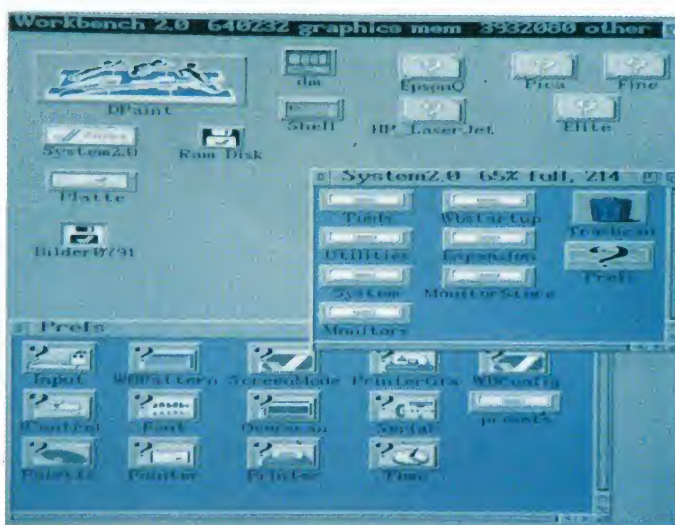 Workbench 2.0 640232 graphics mem 3932080 other
DPaint
dm
EpsonQ
Pica
Fine
Shell
HP_LaserJet
Elite
System2.0
Ram Disk
Platte
Bilder0791
System2.0 65% full, 214
Tools
Wbstartup
Trashcan
Utilities
Expansion
Prefs
System
MonitorStore
Monitors
Prefs
Input
WBPattern
ScreenMode
PrinterGfx
WBConfig
IControl
Font
Overscan
Serial
presets
Palette
Pointer
Printer
Time